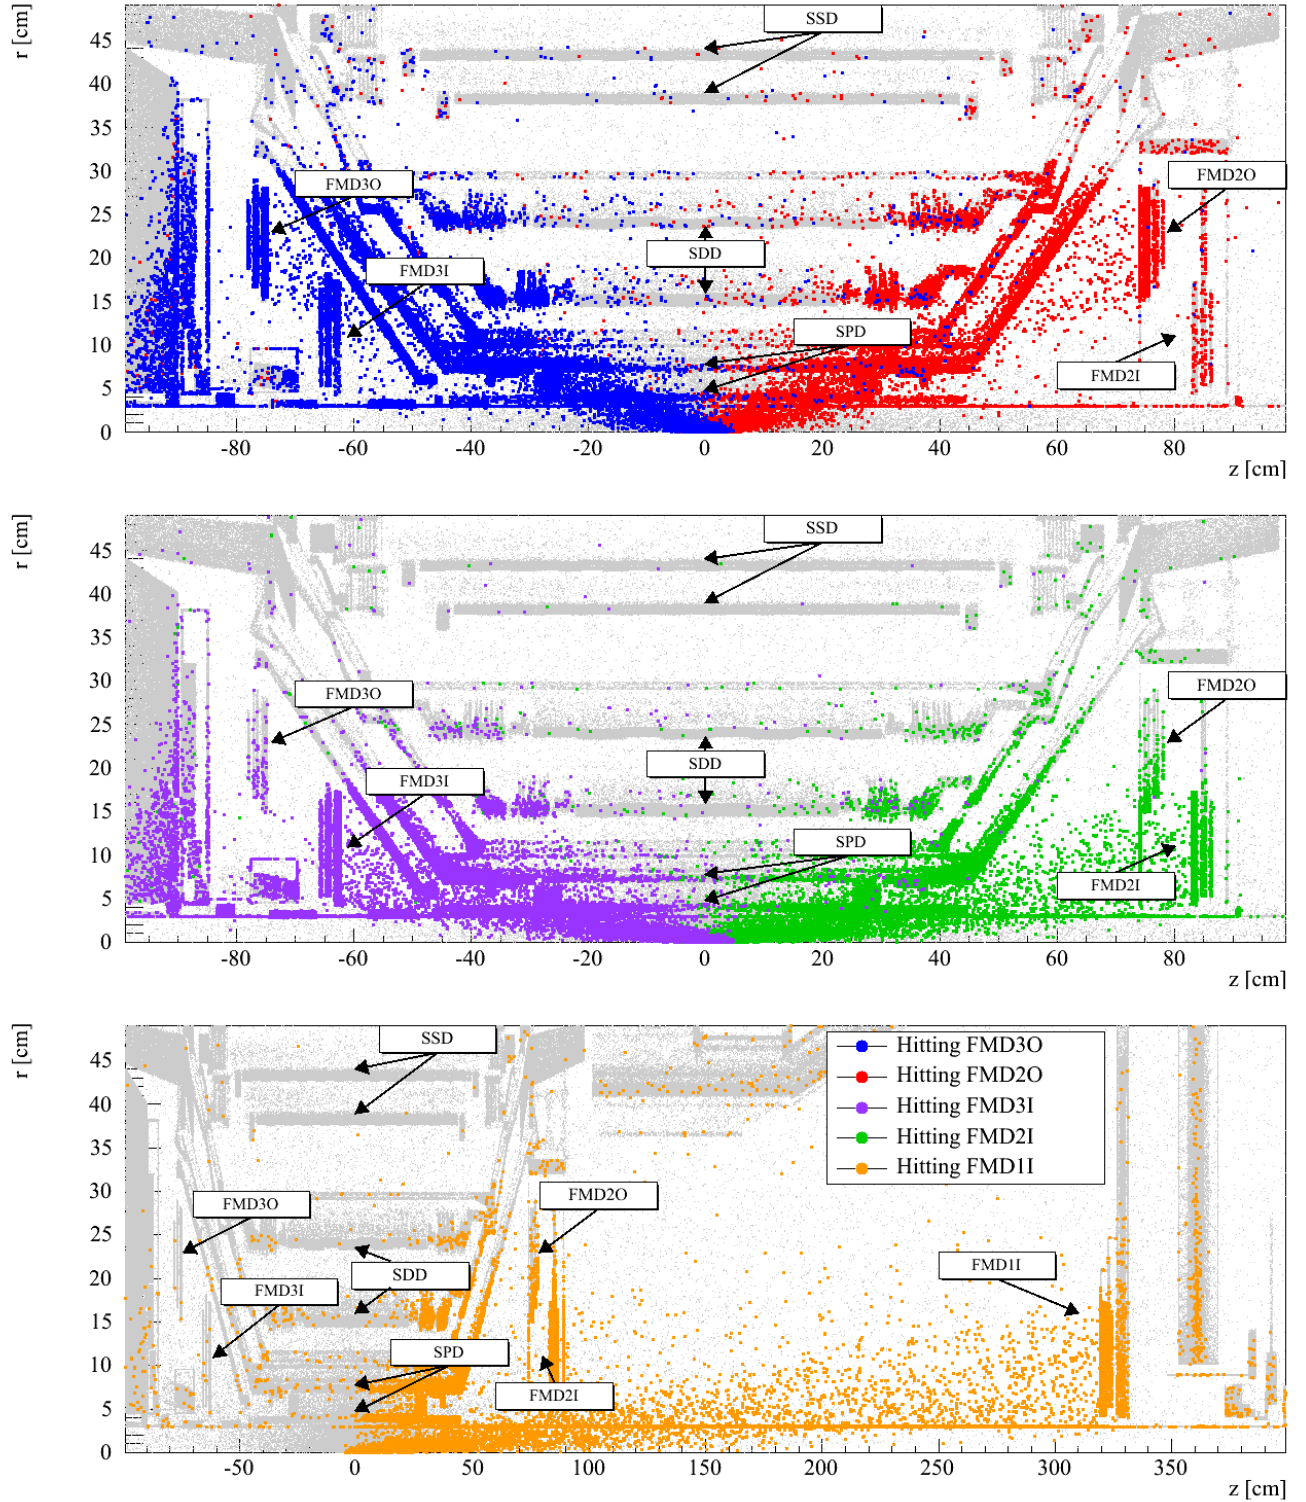 r [cm]
SSD
45
40
35
30
FMD3O
FMD2O
25
SDD
20
FMD3I
15
SPD
10
FMD2I
5
0
-80 -60 -40 -20 0 20 40 60 80
z [cm]
r [cm]
SSD
45
40
35
30
FMD3O
FMD2O
25
SDD
20
FMD3I
15
SPD
10
FMD2I
5
0
-80 -60 -40 -20 0 20 40 60 80
z [cm]
r [cm]
SSD
Hitting FMD3O
Hitting FMD2O
Hitting FMD3I
Hitting FMD2I
Hitting FMD1I
45
40
35
30
FMD3O
FMD2O
25
FMD1I
SDD
20
FMD3I
15
SPD
10
FMD2I
5
0
-50 0 50 100 150 200 250 300 350
z [cm]